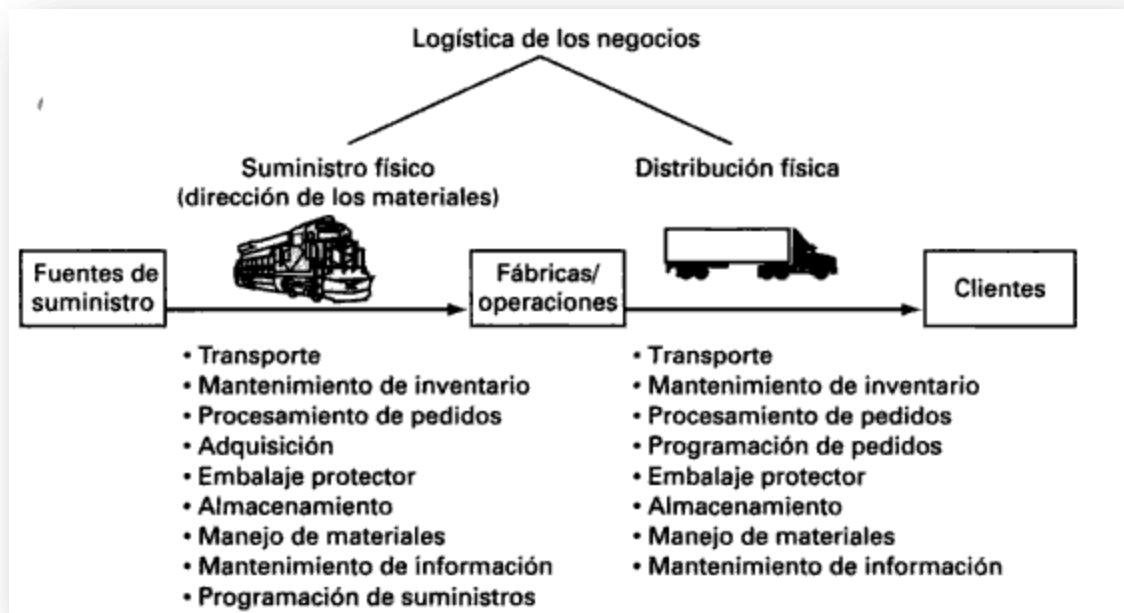 Logística de los negocios
Suministro físico
(dirección de los materiales)
Distribución física
Fuentes de
suministro
Fábricas/
operaciones
Clientes
• Transporte
• Mantenimiento de inventario
• Procesamiento de pedidos
• Adquisición
• Embalaje protector
• Almacenamiento
• Manejo de materiales
• Mantenimiento de información
• Programación de suministros
• Transporte
• Mantenimiento de inventario
• Procesamiento de pedidos
• Programación de pedidos
• Embalaje protector
• Almacenamiento
• Manejo de materiales
• Mantenimiento de información